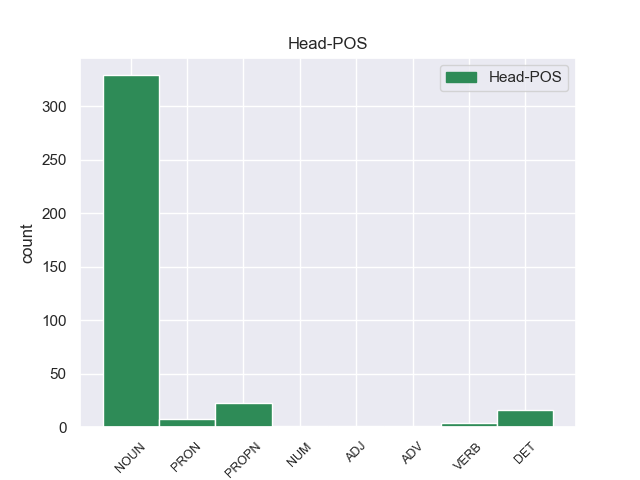 Head-POS
Head-POS
300
250
200
150
100
50
0
count
NOUN
PRON
PROPN
NUM
ADJ
ADV
VERB
DET